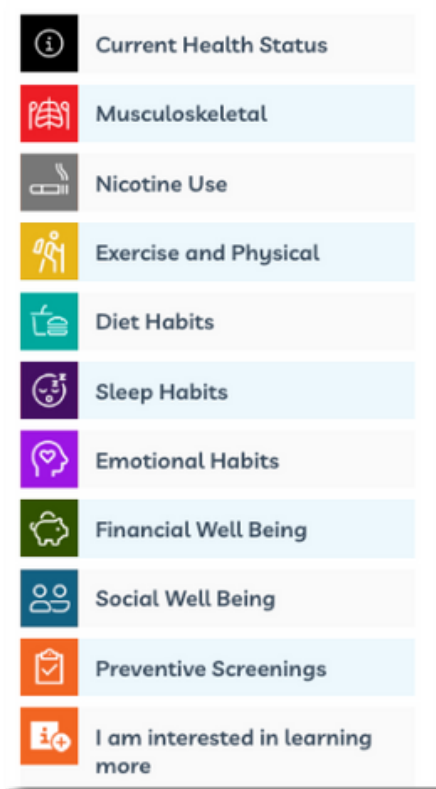 Current Health Status
Musculoskeletal
Nicotine Use
Exercise and Physical
Diet Habits
Sleep Habits
Emotional Habits
Financial Well Being
Social Well Being
Preventive Screenings
I am interested in learning
more